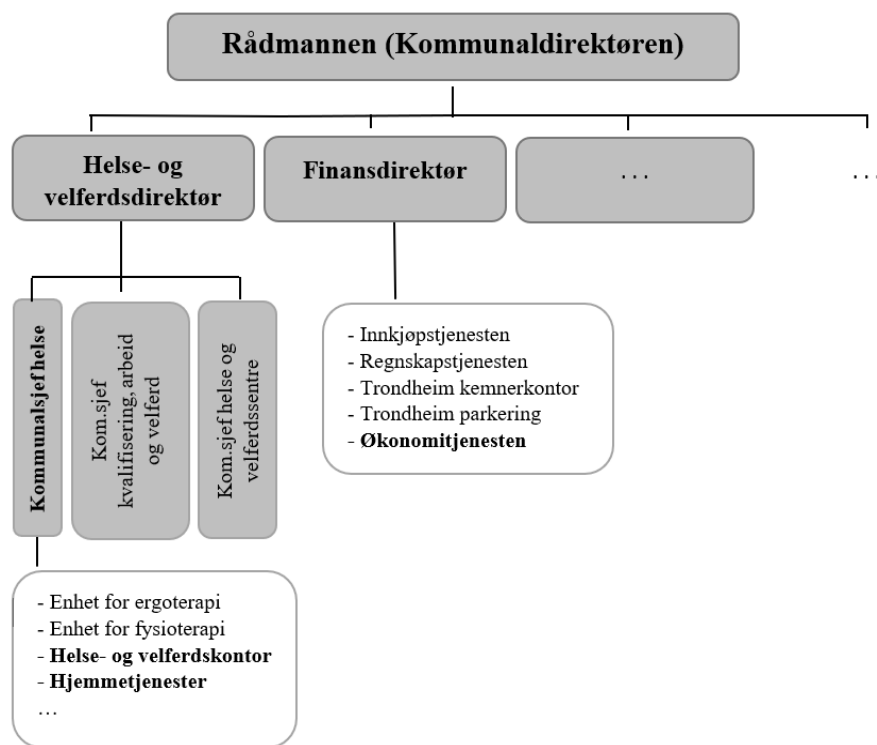 Rådmannen (Kommunaldirektøren)
Helse- og
velferdsdirektør
Finansdirektør
. . .
. . .
Kommunalsjef helse
Kom.sjef
kvalifisering, arbeid
og velferd
Kom.sjef helse og
velferdssentre
- Innkjøpstjenesten
- Regnskapstjenesten
- Trondheim kemnerkontor
- Trondheim parkering
- Økonomitjenesten
- Enhet for ergoterapi
- Enhet for fysioterapi
- Helse- og velferdskontor
- Hjemmetjenester
…